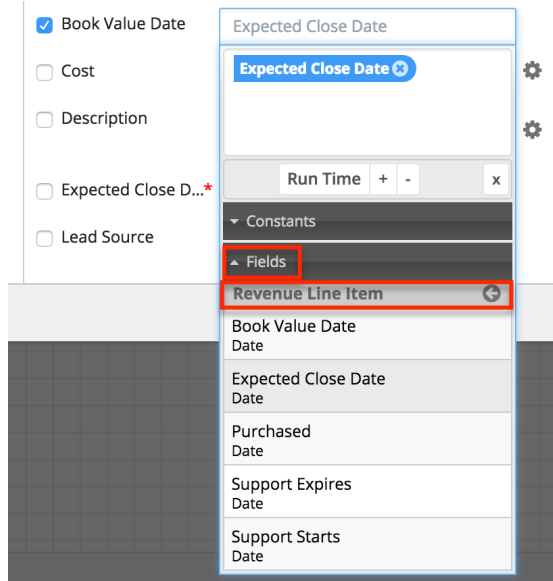 Book Value Date
Expected Close Date
Cost
Expected Close Date
Description
Run Time + - x
Expected Close D...*
Constants
Lead Source
Fields
Revenue Line Item
Book Value Date
Date
Expected Close Date
Date
Purchased
Date
Support Expires
Date
Support Starts
Date